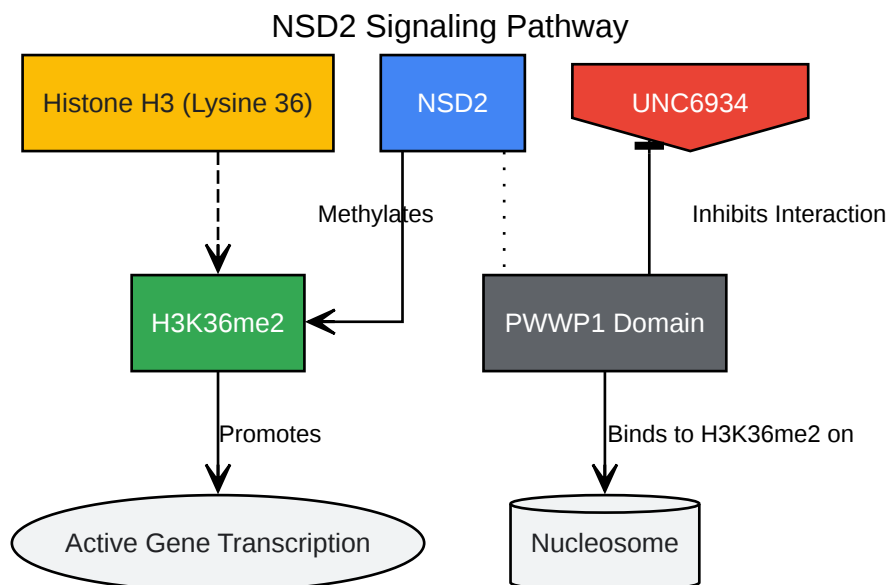 NSD2 Signaling Pathway
Histone H3 (Lysine 36)
NSD2
UNC6934
Methylates
Inhibits Interaction
H3K36me2
PWWP1 Domain
Promotes
Binds to H3K36me2 on
Active Gene Transcription
Nucleosome